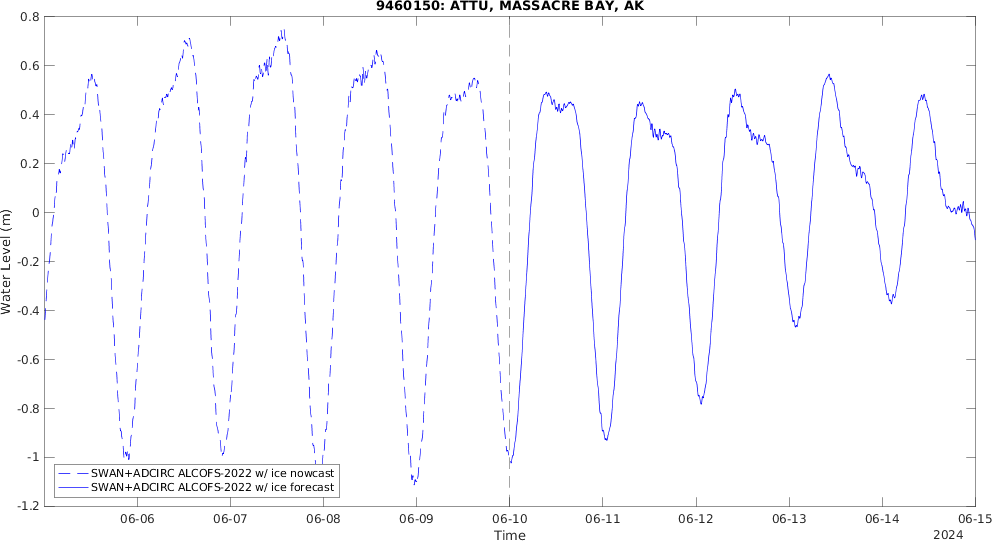 9460150: ATTU, MASSACRE BAY, AK
Water Level (m)
0.8
0.6
0.4
0.2
0
-0.2
-0.4
-0.6
-0.8
-1
-1.2
SWAN+ADCIRC ALCOFS-2022 w/ ice nowcast
SWAN+ADCIRC ALCOFS-2022 w/ ice forecast
06-06 06-07 06-08 06-09 06-10 06-11 06-12 06-13 06-14 06-15
Time
2024